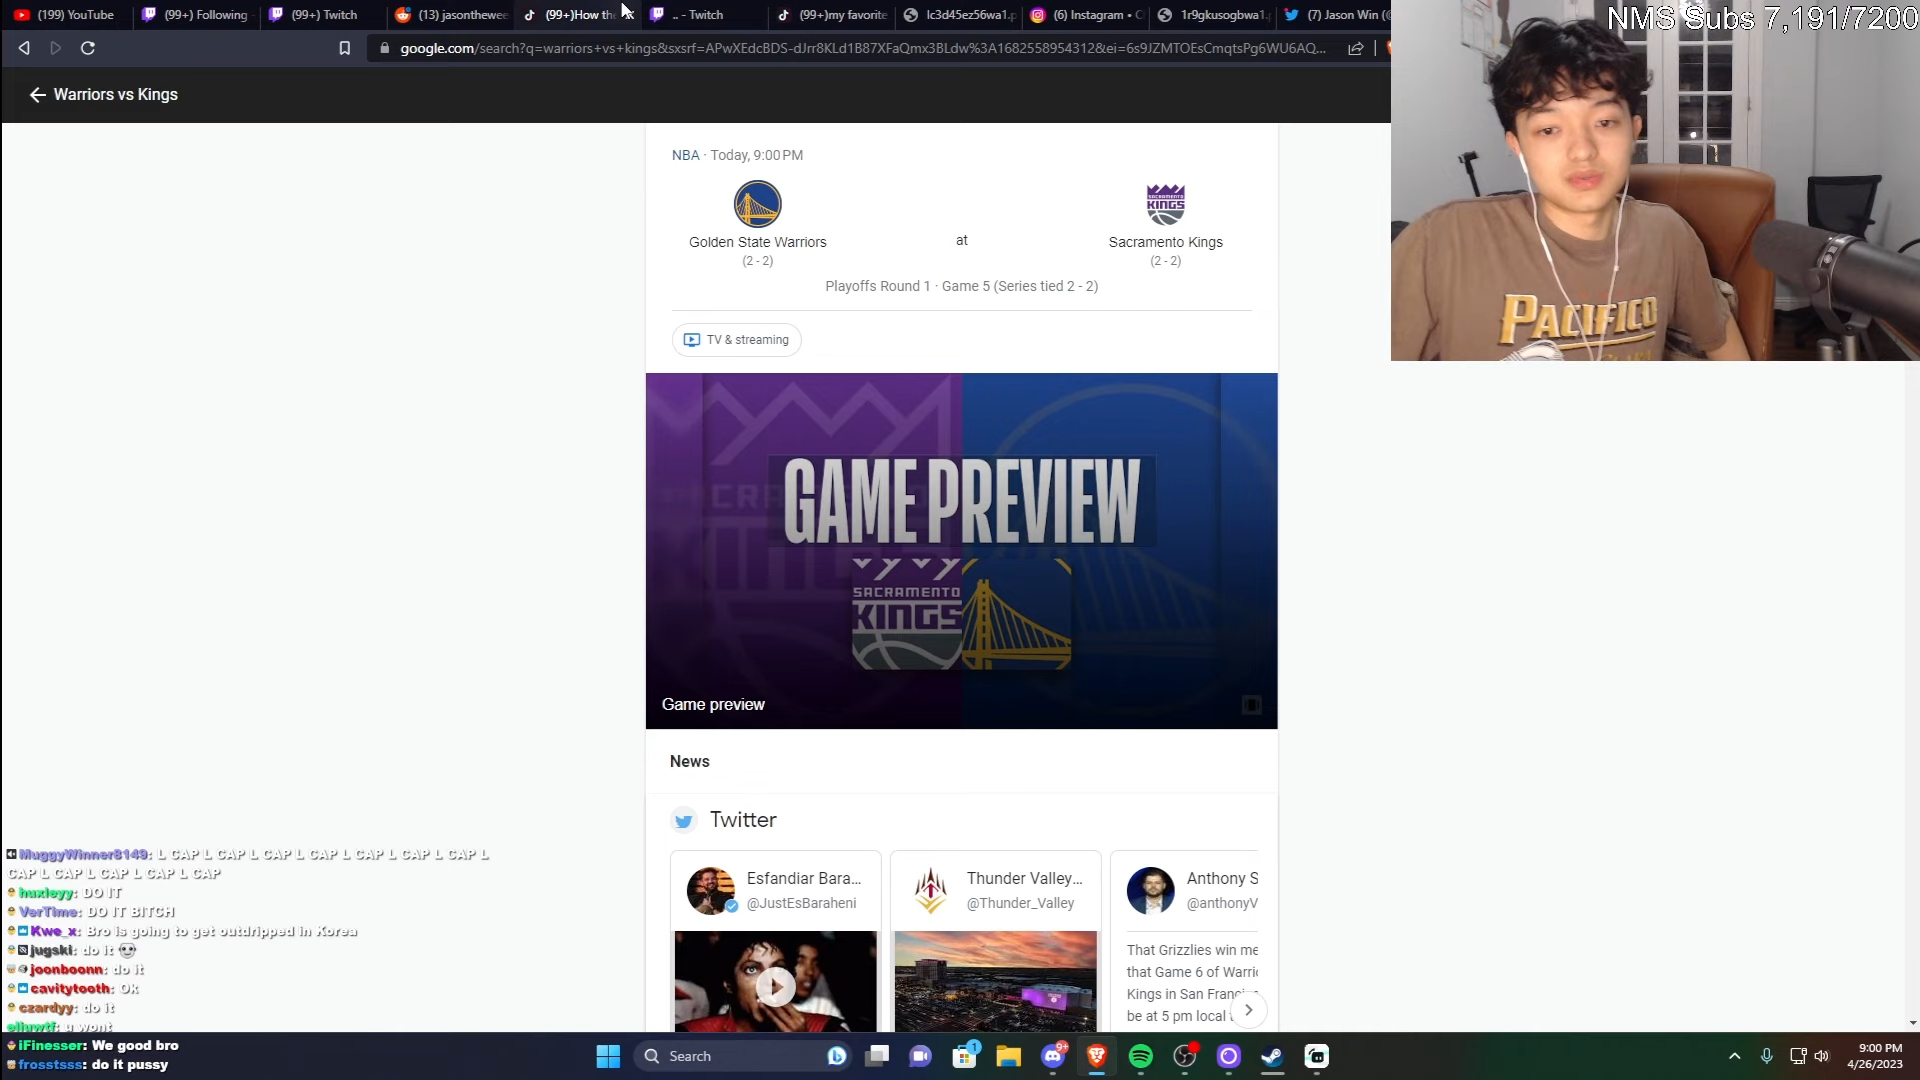 (199) YouTube
(99+) Following
(99+) Twitch
(13) jasonthewee
(99+)How th
.. - Twitch
(99+)my favorite
lc3d45ez56wa1.p
(6) Instagram •
1r9gkusogbwa1.
(7) Jason Win (@
NMS Subs 7,191/7200
google.com/search?q=warriors+vs+kings&sxsrf=APwXEdcBDS-dJrr8KLd1B87XFaQmx3BLdw%3A1682558954312&ei=6s9JZMTOEsCmqtsPg6WU6AQ...
Warriors vs Kings
NBA · Today, 9:00 PM
SACRAMENTO
KINGS
Golden State Warriors
at
Sacramento Kings
(2 - 2)
(2 - 2)
Playoffs Round 1 · Game 5 (Series tied 2 - 2)
PACIFICO
TV & streaming
GAME PREVIEW
SACRAMENTO
KINGS
Game preview
News
Twitter
Esfandiar Bara...
@JustEsBaraheni
Thunder Valley...
@Thunder_Valley
Anthony S
@anthonyV
That Grizzlies win me
that Game 6 of Warri
Kings in San Franci
be at 5 pm local
MuggyWinner8149: L CAP L CAP L CAP L CAP L CAP L CAP L
CAP L CAP L CAP L CAP L CAP
huxleyy: DO IT
VerTime: DO IT BITCH
Kwe_x: Bro is going to get outdripped in Korea
jugski: do it
joonboonn: do it
cavitytooth: Ok
czardyy: do it
eliuwtf: u wont
iFinesser: We good bro
frosstsss: do it pussy
Search
1
9+
9:00 PM
4/26/2023